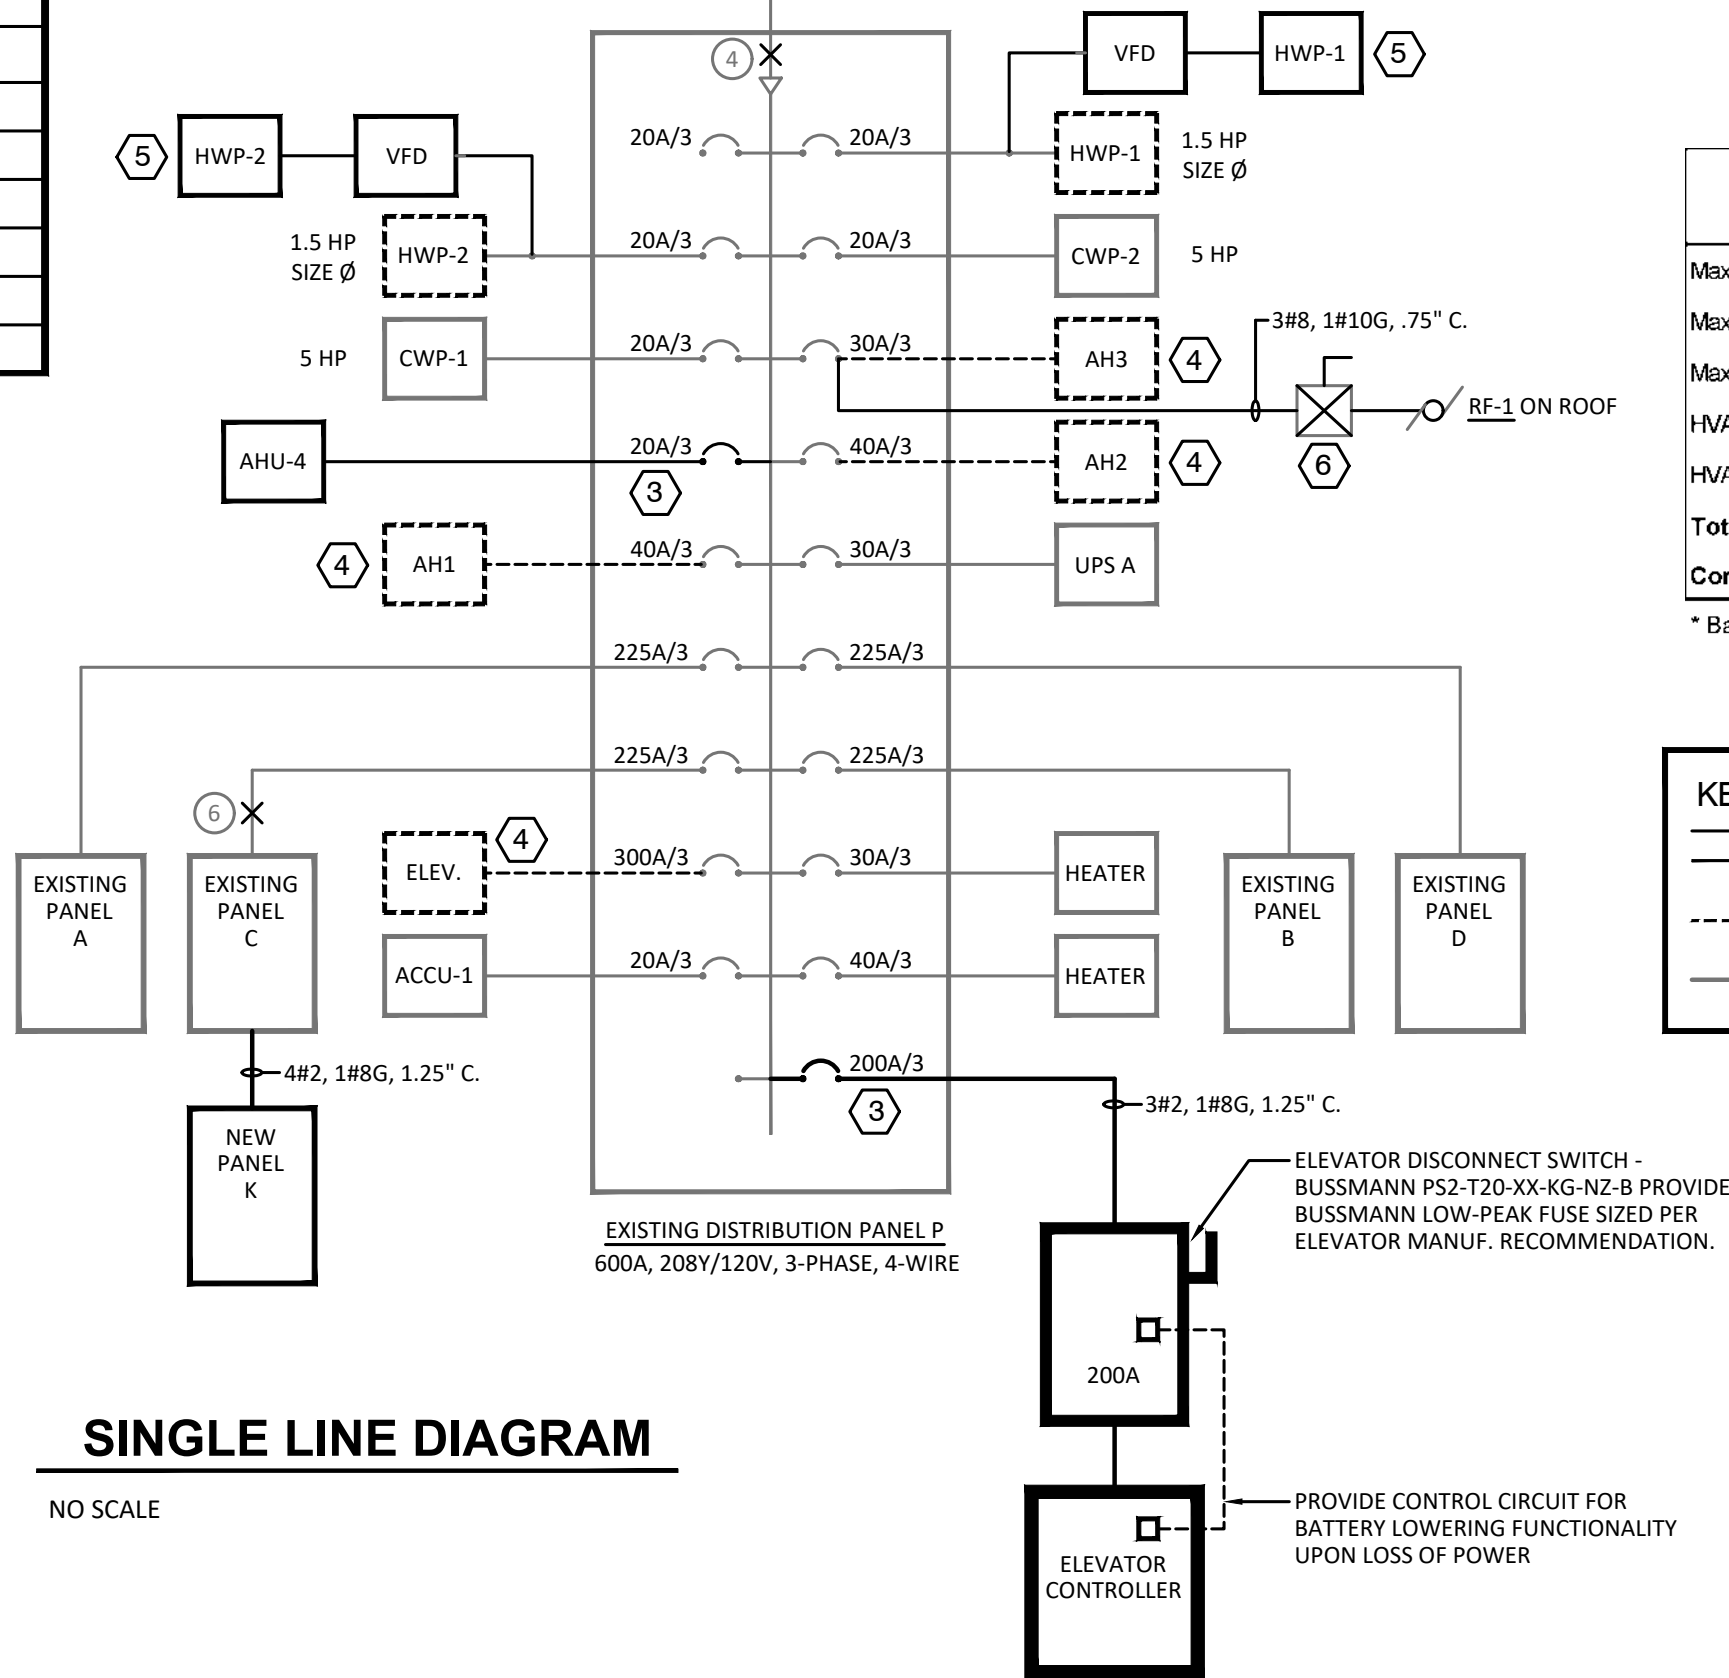 4
VFD
HWP-1
5
20A/3
20A/3
HWP-1
1.5 HP
SIZE Ø
5
HWP-2
VFD
1.5 HP
SIZE Ø
HWP-2
20A/3
20A/3
CWP-2
5 HP
5 HP
CWP-1
20A/3
30A/3
AH3
4
3#8, 1#10G, .75" C.
RF-1 ON ROOF
6
AHU-4
20A/3
3
40A/3
AH2
4
4
AH1
40A/3
30A/3
UPS A
225A/3
225A/3
225A/3
225A/3
6
EXISTING
PANEL
A
EXISTING
PANEL
C
ELEV.
4
300A/3
30A/3
HEATER
EXISTING
PANEL
B
EXISTING
PANEL
D
ACCU-1
20A/3
40A/3
HEATER
4#2, 1#8G, 1.25" C.
NEW
PANEL
K
200A/3
3
3#2, 1#8G, 1.25" C.
EXISTING DISTRIBUTION PANEL P
600A, 208Y/120V, 3-PHASE, 4-WIRE
ELEVATOR DISCONNECT SWITCH -
BUSSMANN PS2-T20-XX-KG-NZ-B PROVIDE
BUSSMANN LOW-PEAK FUSE SIZED PER
ELEVATOR MANUF. RECOMMENDATION.
200A
PROVIDE CONTROL CIRCUIT FOR
BATTERY LOWERING FUNCTIONALITY
UPON LOSS OF POWER
ELEVATOR
CONTROLLER
SINGLE LINE DIAGRAM
NO SCALE
Max
Max
Max
* Ba